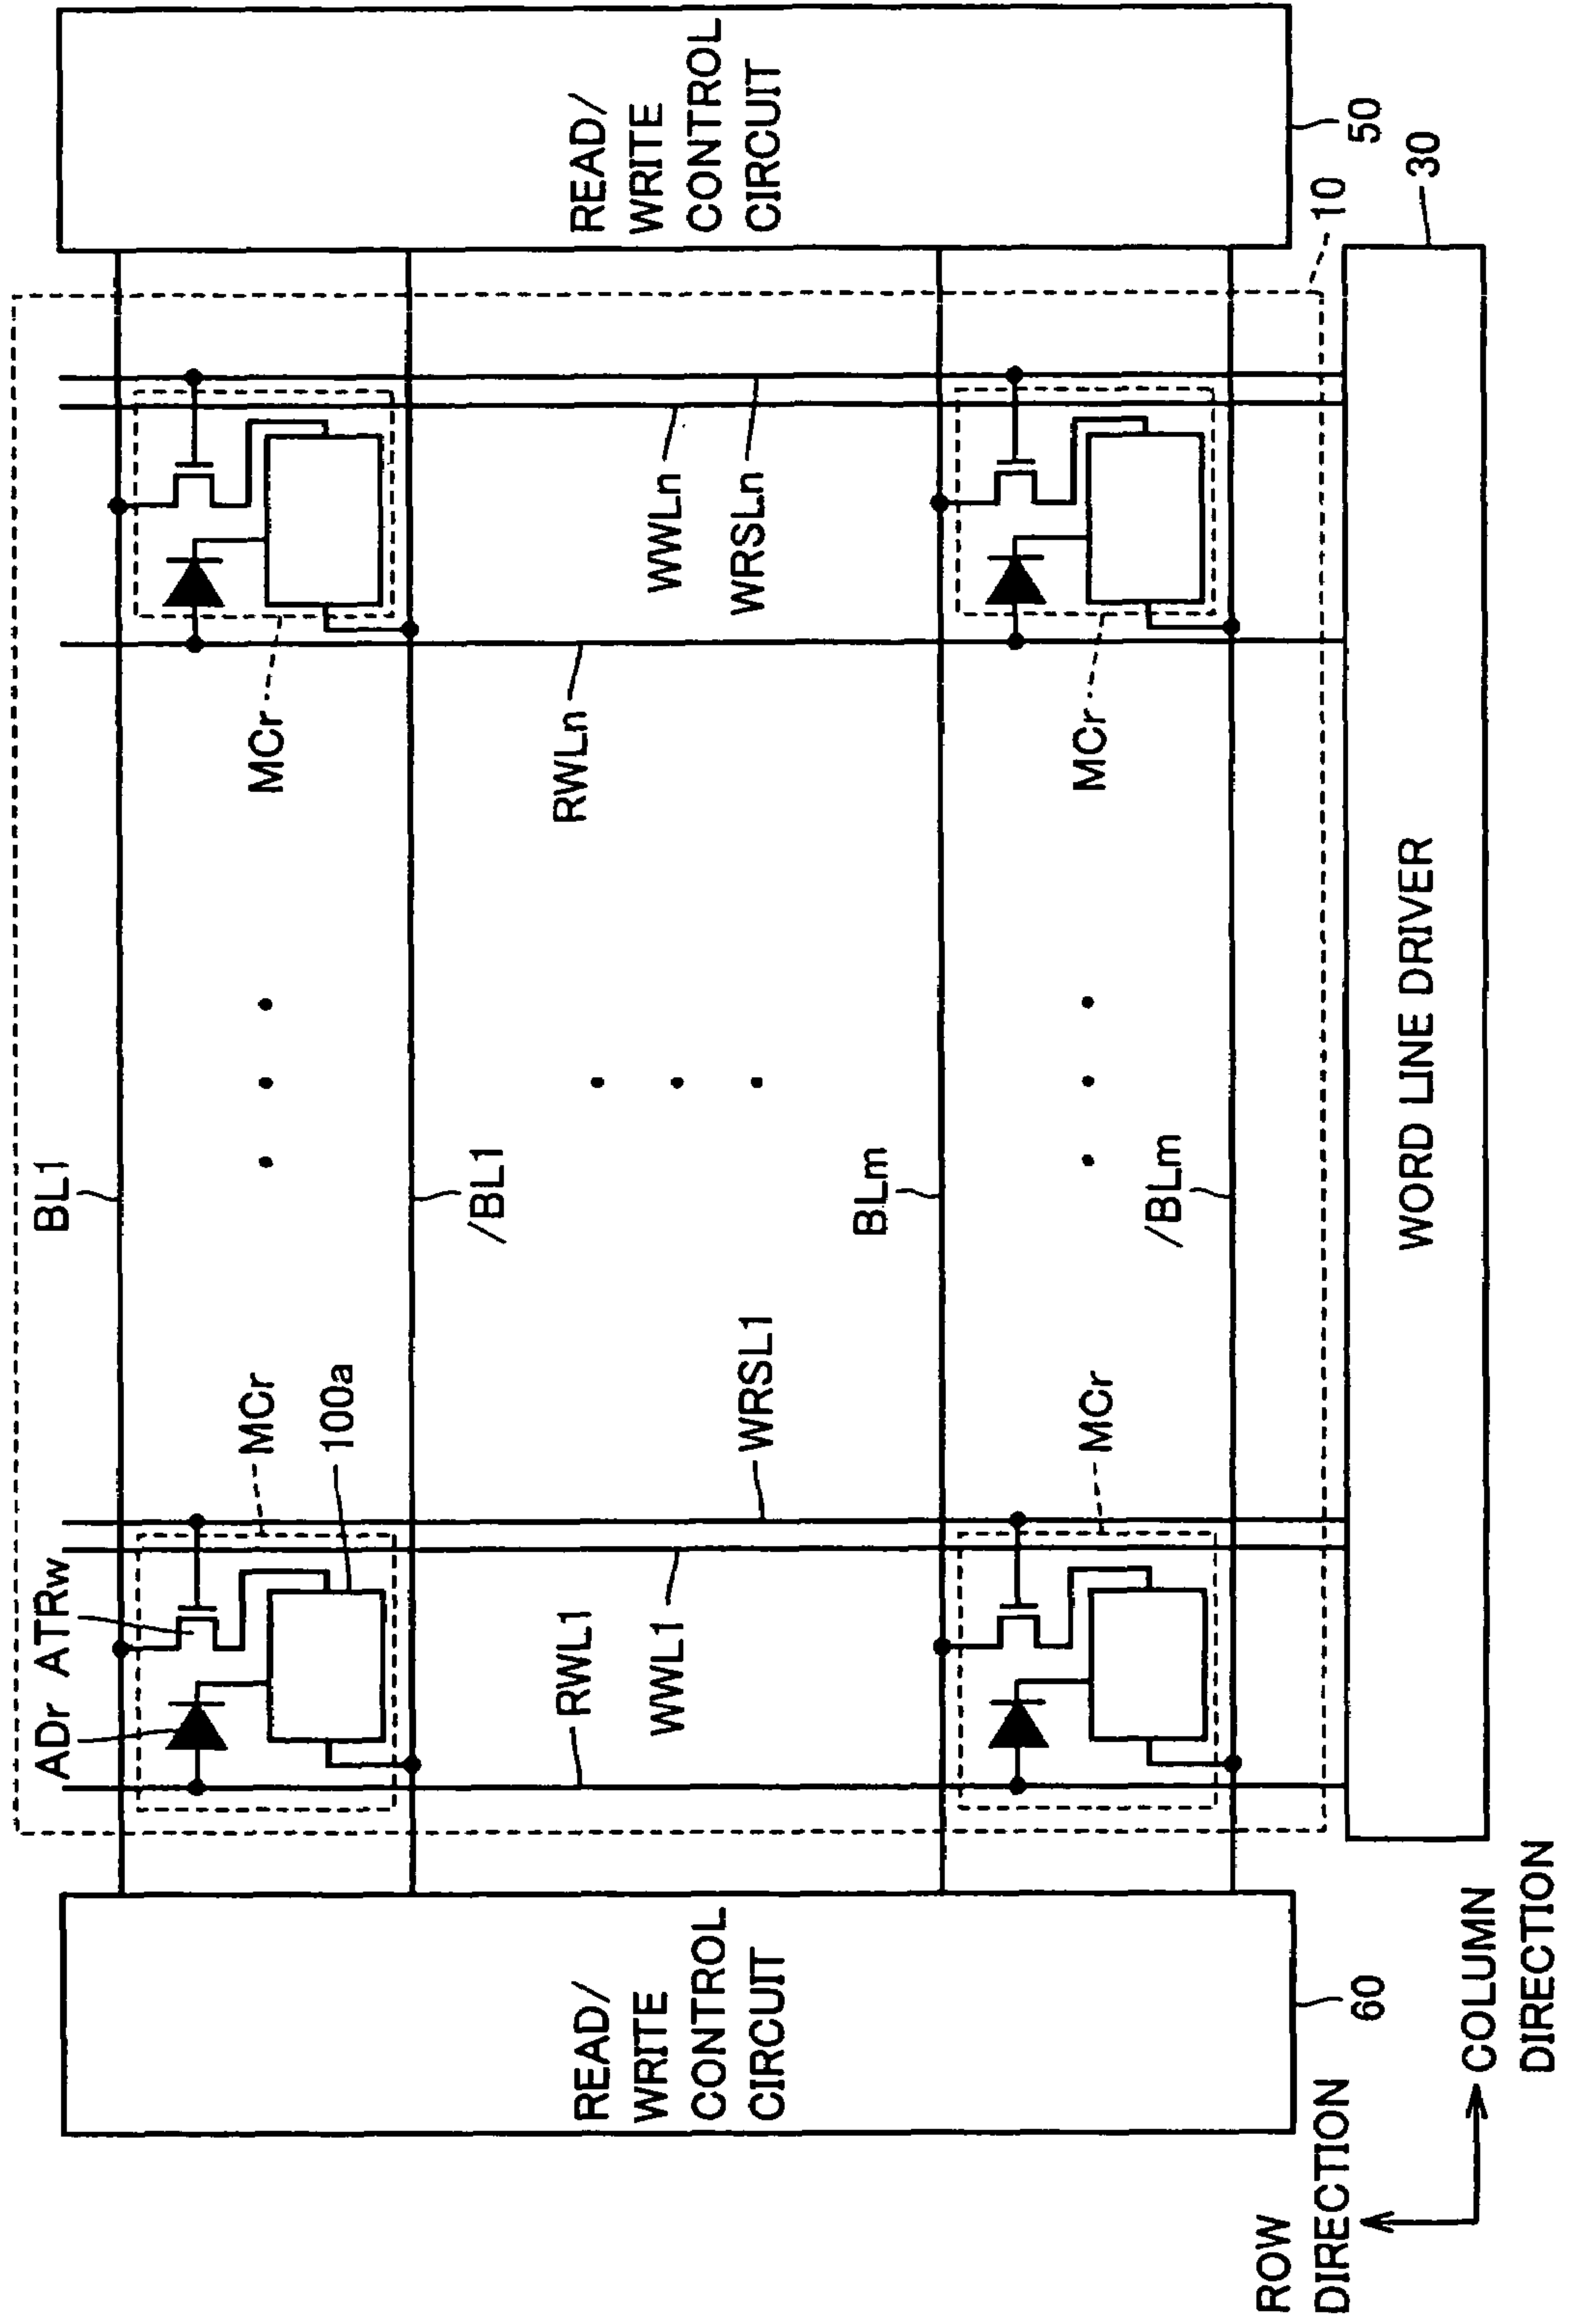 READ/
WRITE
CONTROL
CIRCUIT
50
10
30
WWLn
WRSLn
MCr
RWLn
MCr
BL1
/BL1
BLm
/BLm
WORD LINE DRIVER
MCr
100a
WRSL1
MCr
ADr ATRw
RWL1
WWL1
READ/
WRITE
CONTROL
CIRCUIT
60
ROW
DIRECTION
COLUMN
DIRECTION